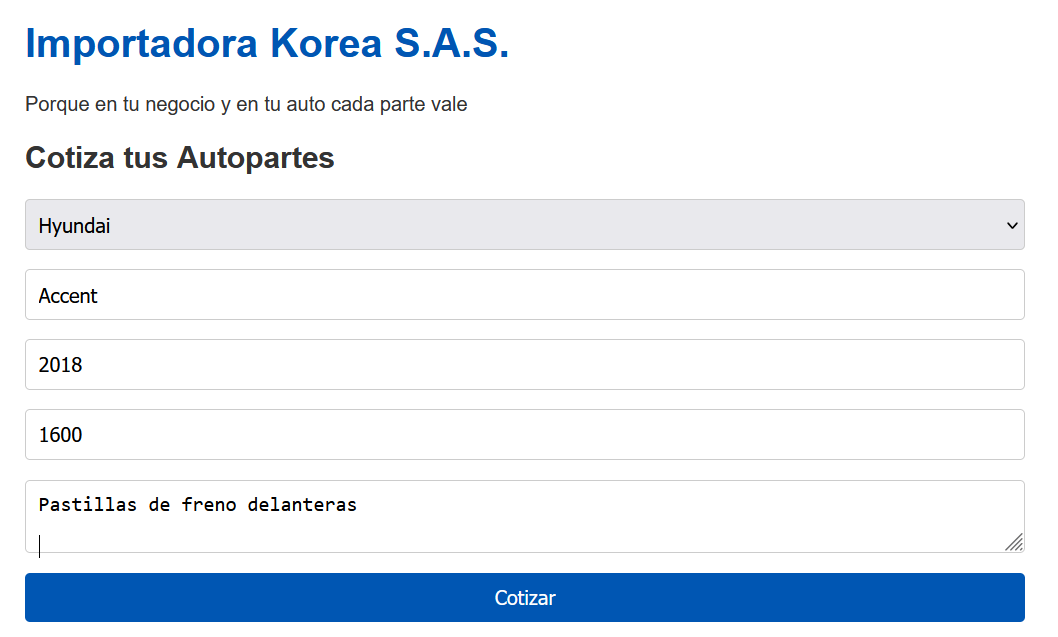 Importadora Korea S.A.S.
Porque en tu negocio y en tu auto cada parte vale
Cotiza tus Autopartes
Hyundai
Accent
2018
1600
Pastillas de freno delanteras
Cotizar